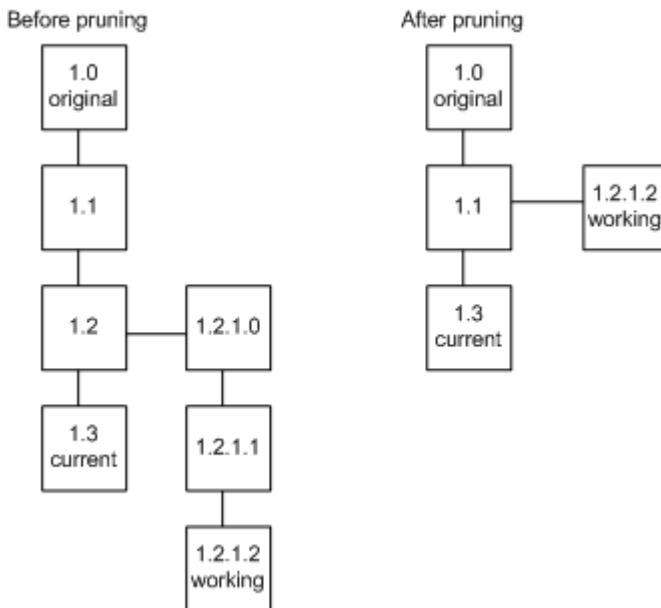 Before pruning
1.0
original
1.1
1.2
1.2.1.0
1.3
current
1.2.1.1
1.2.1.2
working
After pruning
1.0
original
1.1
1.2.1.2
working
1.3
current